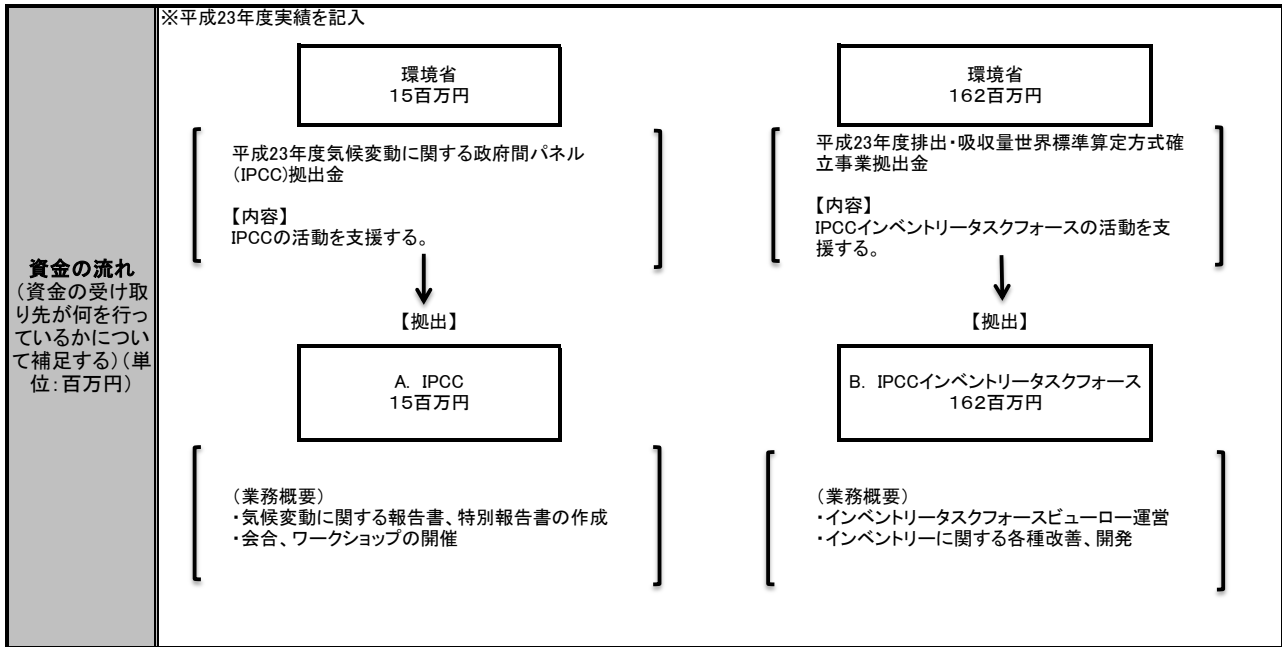 ※平成23年度実績を記入
資金の流れ
(資金の受け取
り先が何を行っ
ているかについ
て補足する)(単
位:百万円)
環境省
15百万円
平成23年度気候変動に関する政府間パネル
(IPCC)拠出金
【内容】
IPCCの活動を支援する。
【拠出】
A. IPCC
15百万円
(業務概要)
・気候変動に関する報告書、特別報告書の作成
・会合、ワークショップの開催
環境省
162百万円
平成23年度排出・吸収量世界標準算定方式確
立事業拠出金
【内容】
IPCCインベントリータスクフォースの活動を支
援する。
【拠出】
B. IPCCインベントリータスクフォース
162百万円
(業務概要)
・インベントリータスクフォースビューロー運営
・インベントリーに関する各種改善、開発